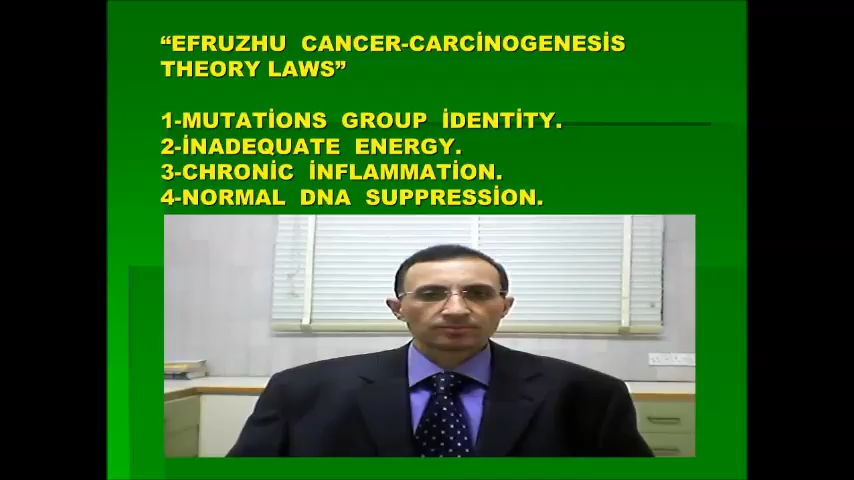 “EFRUZHU CANCER-CARCİNOGENESİS
THEORY LAWS”
1-MUTATİONS GROUP İDENTİTY.
2-İNADEQUATE ENERGY.
3-CHRONİC İNFLAMMATİON.
4-NORMAL DNA SUPPRESSİON.